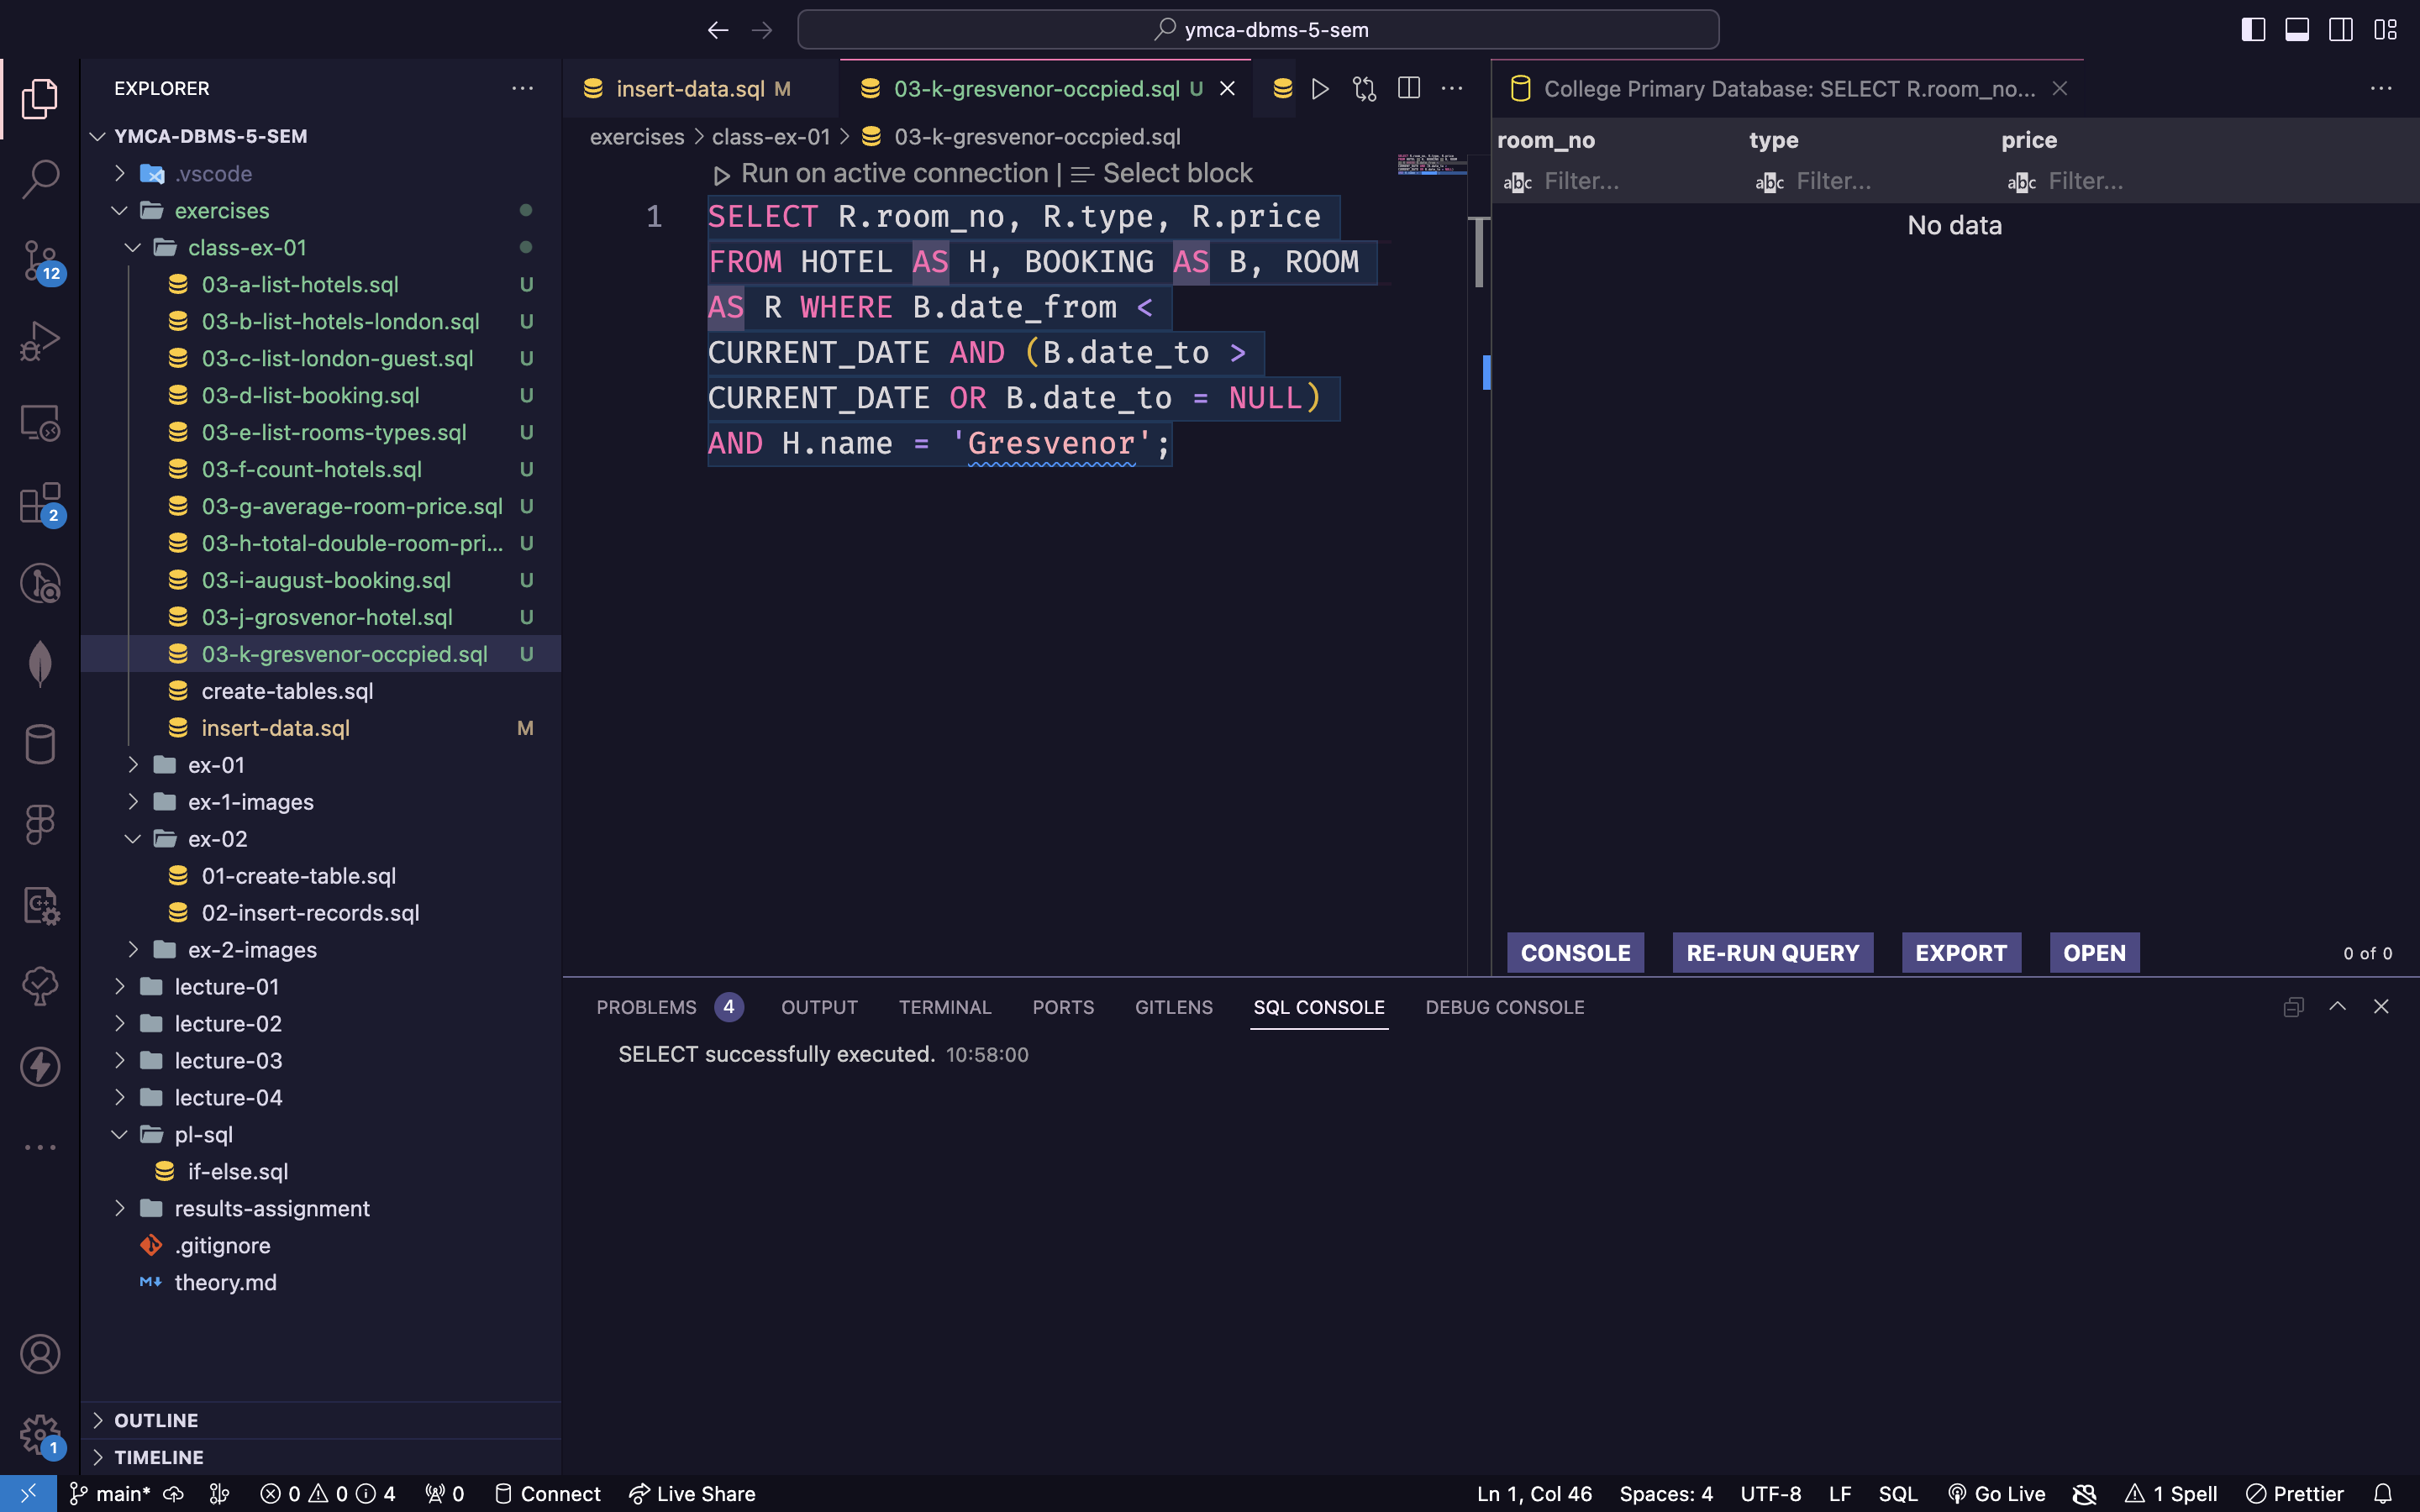 ymca-dbms-5-sem
EXPLORER
YMCA-DBMS-5-SEM
.vscode
exercises
class-ex-01
03-a-list-hotels.sql U
03-b-list-hotels-london.sql U
03-c-list-london-guest.sql U
03-d-list-booking.sql U
03-e-list-rooms-types.sql U
03-f-count-hotels.sql U
03-g-average-room-price.sql U
03-h-total-double-room-pri... U
03-i-august-booking.sql U
03-j-grosvenor-hotel.sql U
03-k-gresvenor-occpied.sql U
create-tables.sql
insert-data.sql M
ex-01
ex-1-images
ex-02
01-create-table.sql
02-insert-records.sql
ex-2-images
lecture-01
lecture-02
lecture-03
lecture-04
pl-sql
if-else.sql
results-assignment
.gitignore
theory.md
OUTLINE
TIMELINE
12
2
1
insert-data.sql M
03-k-gresvenor-occpied.sql U
exercises > class-ex-01 > 03-k-gresvenor-occpied.sql
Run on active connection | Select block
1 SELECT R.room_no, R.type, R.price
FROM HOTEL AS H, BOOKING AS B, ROOM
AS R WHERE B.date_from <
CURRENT_DATE AND (B.date_to >
CURRENT_DATE OR B.date_to = NULL)
AND H.name = 'Gresvenor';
College Primary Database: SELECT R.room_no...
room_no type price
abc Filter... abc Filter... abc Filter...
No data
CONSOLE RE-RUN QUERY EXPORT OPEN 0 of 0
PROBLEMS 4 OUTPUT TERMINAL PORTS GITLENS SQL CONSOLE DEBUG CONSOLE
SELECT successfully executed. 10:58:00
main* 0 0 4 0 Connect Live Share Ln 1, Col 46 Spaces: 4 UTF-8 LF SQL Go Live 1 Spell Prettier